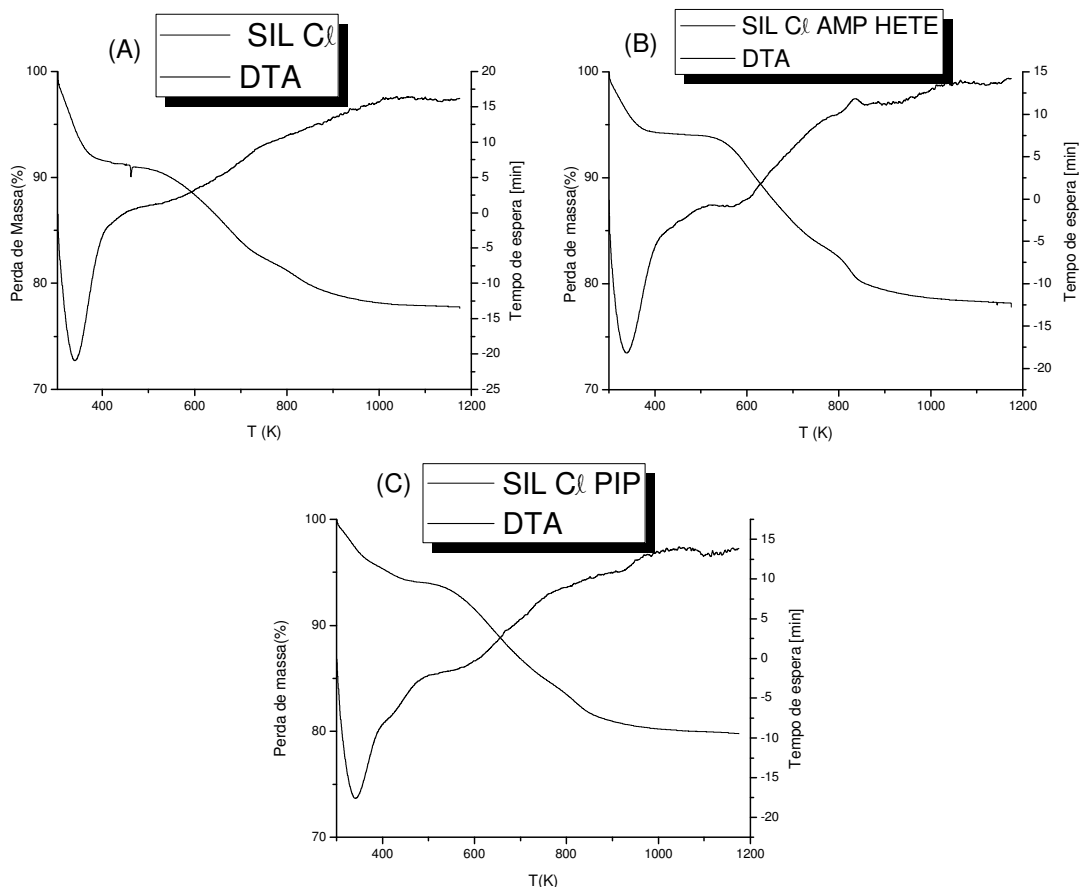 (A)
SIL Cℓ
DTA
Perda de Massa(%)
100
90
80
70
20
15
10
5
0
-5
-10
-15
-20
-25
Tempo de espera [min]
400 600 800 1000 1200
T (K)
(B)
SIL Cℓ AMP HETE
DTA
Perda de massa(%)
100
90
80
70
15
10
5
0
-5
-10
-15
-20
Tempo de espera [min]
400 600 800 1000 1200
T (K)
(C)
SIL Cℓ PIP
DTA
Perda de massa(%)
100
90
80
70
15
10
5
0
-5
-10
-15
-20
Tempo de espera [min]
400 600 800 1000 1200
T(K)